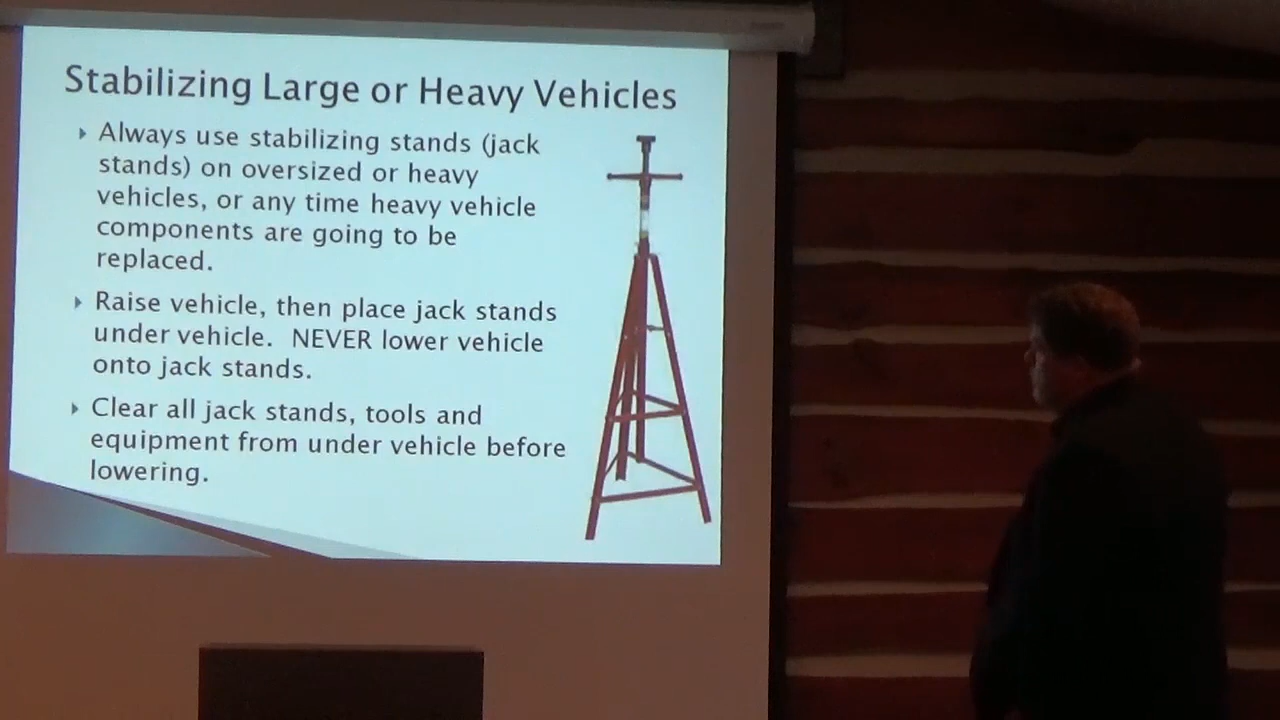 Stabilizing Large or Heavy Vehicles
Always use stabilizing stands (jack
stands) on oversized or heavy
vehicles, or any time heavy vehicle
components are going to be
replaced.
Raise vehicle, then place jack stands
under vehicle. NEVER lower vehicle
onto jack stands.
Clear all jack stands, tools and
equipment from under vehicle before
lowering.